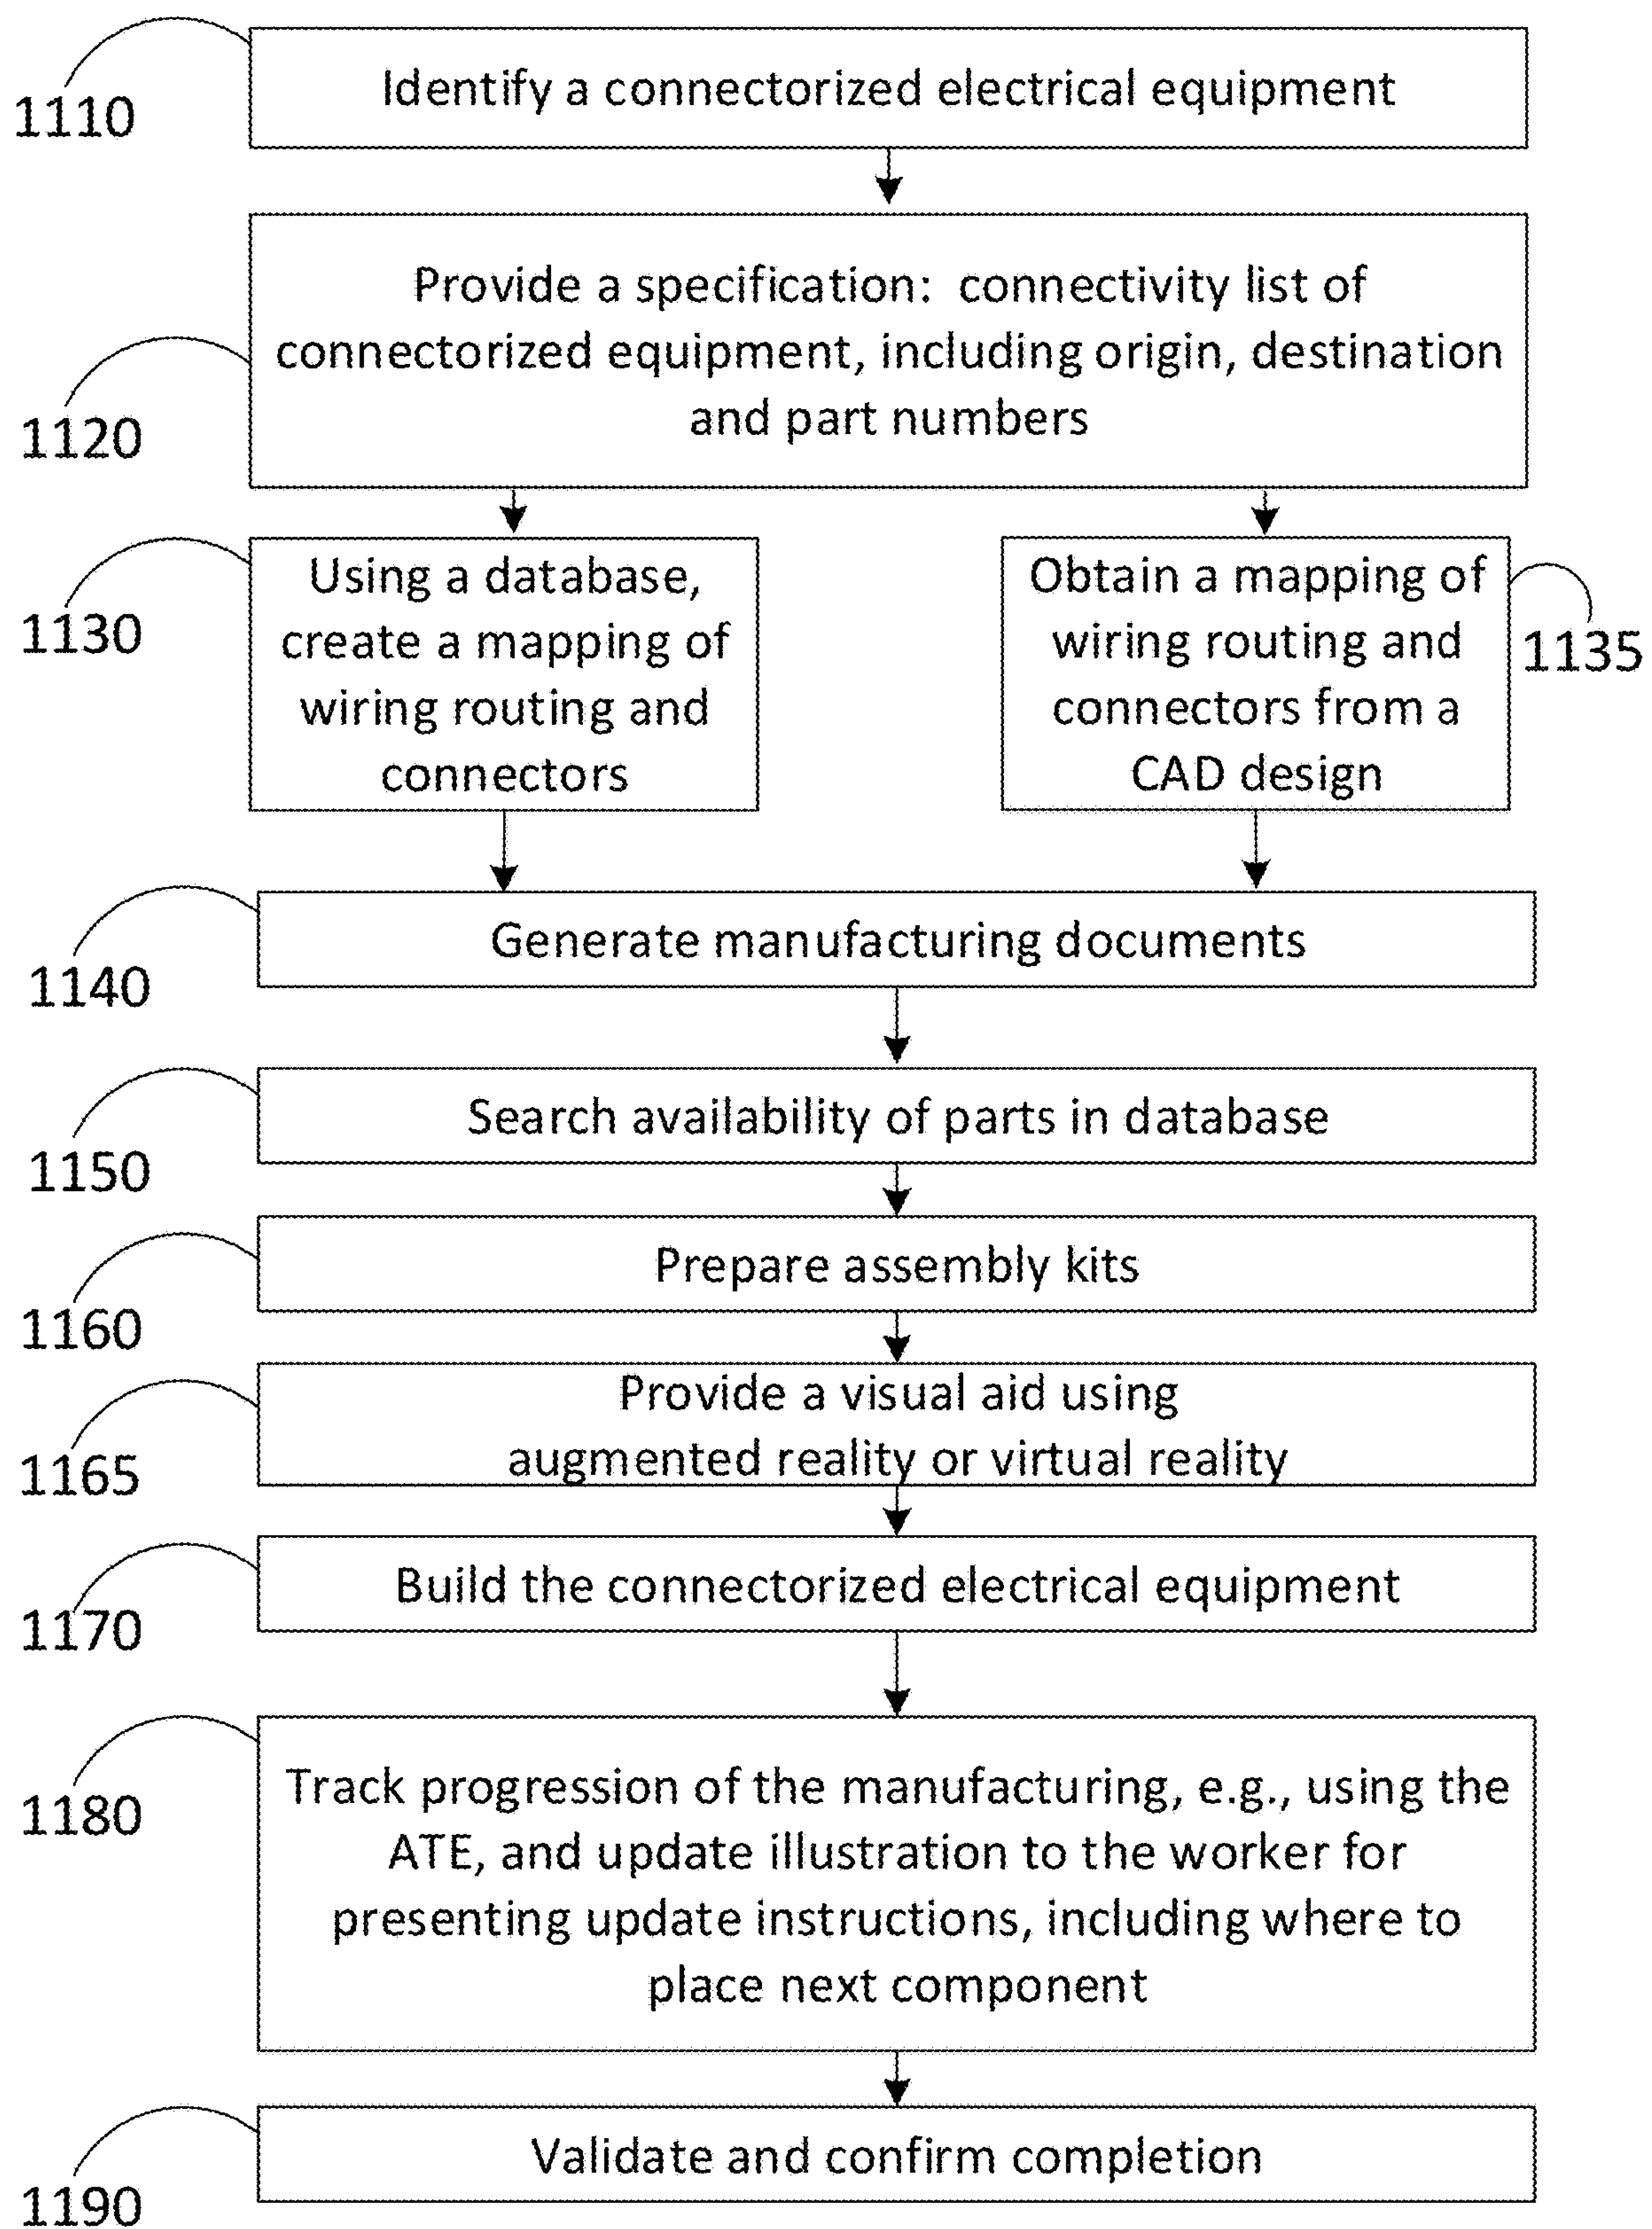 1110
Identify a connectorized electrical equipment
1120
Provide a specification:  connectivity list of
connectorized equipment, including origin, destination
and part numbers
1130
Using a database,
create a mapping of
wiring routing and
connectors
Obtain a mapping of
wiring routing and
connectors from a
CAD design
1135
1140
Generate manufacturing documents
1150
Search availability of parts in database
1160
Prepare assembly kits
1165
Provide a visual aid using
augmented reality or virtual reality
1170
Build the connectorized electrical equipment
1180
Track progression of the manufacturing, e.g., using the
ATE, and update illustration to the worker for
presenting update instructions, including where to
place next component
1190
Validate and confirm completion